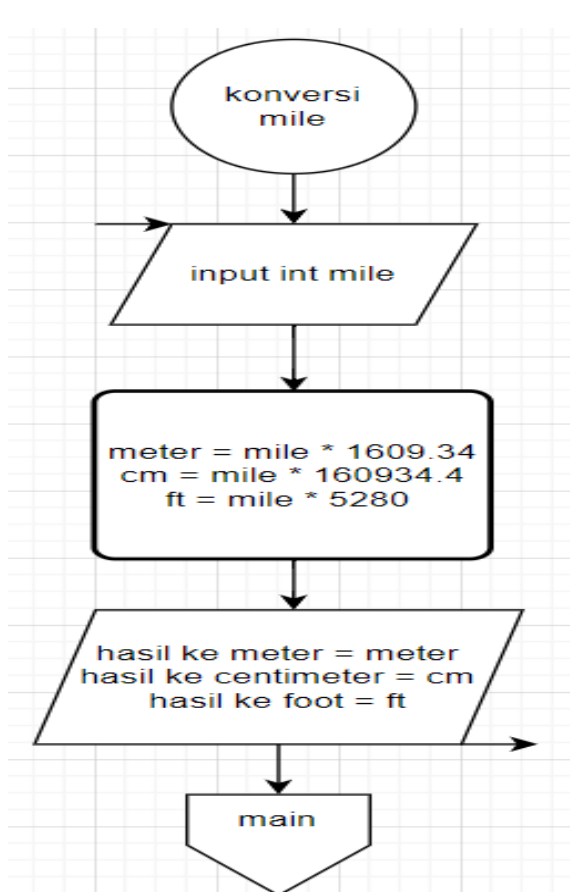 konversi
mile
input int mile
meter = mile * 1609.34
cm = mile * 160934.4
ft = mile * 5280
hasil ke meter = meter
hasil ke centimeter = cm
hasil ke foot = ft
main